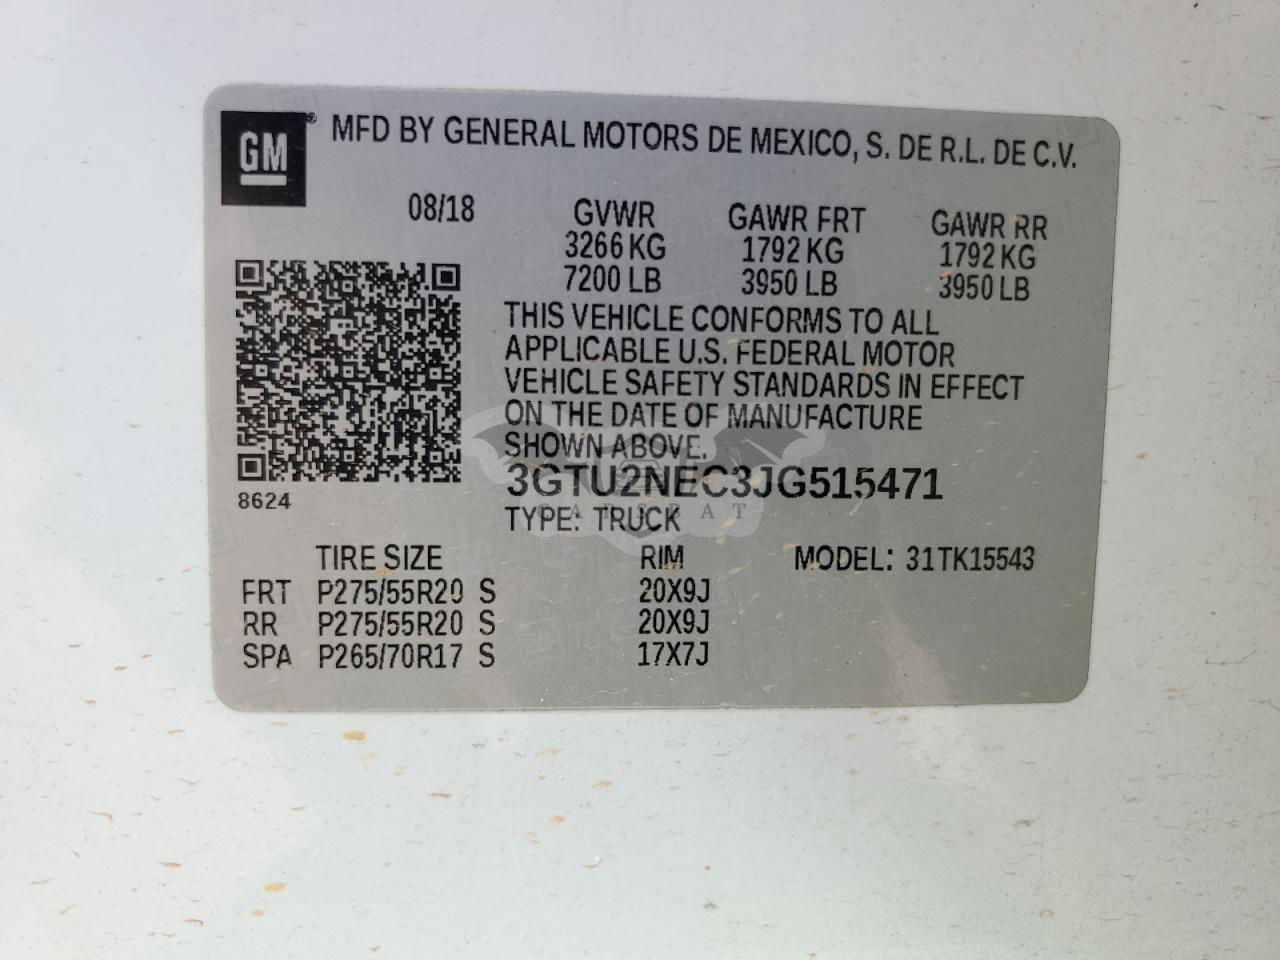 GM ® MFD BY GENERAL MOTORS DE MEXICO, S. DE R.L. DE C.V.
08/18 GVWR GAWR FRT GAWR RR
3266 KG 1792 KG 1792 KG
7200 LB 3950 LB 3950 LB
THIS VEHICLE CONFORMS TO ALL
APPLICABLE U.S. FEDERAL MOTOR
VEHICLE SAFETY STANDARDS IN EFFECT
ON THE DATE OF MANUFACTURE
SHOWN ABOVE.
3GTU2NEC3JG515471
8624
TYPE: TRUCK
TIRE SIZE RIM MODEL: 31TK15543
FRT P275/55R20 S 20X9J
RR P275/55R20 S 20X9J
SPA P265/70R17 S 17X7J